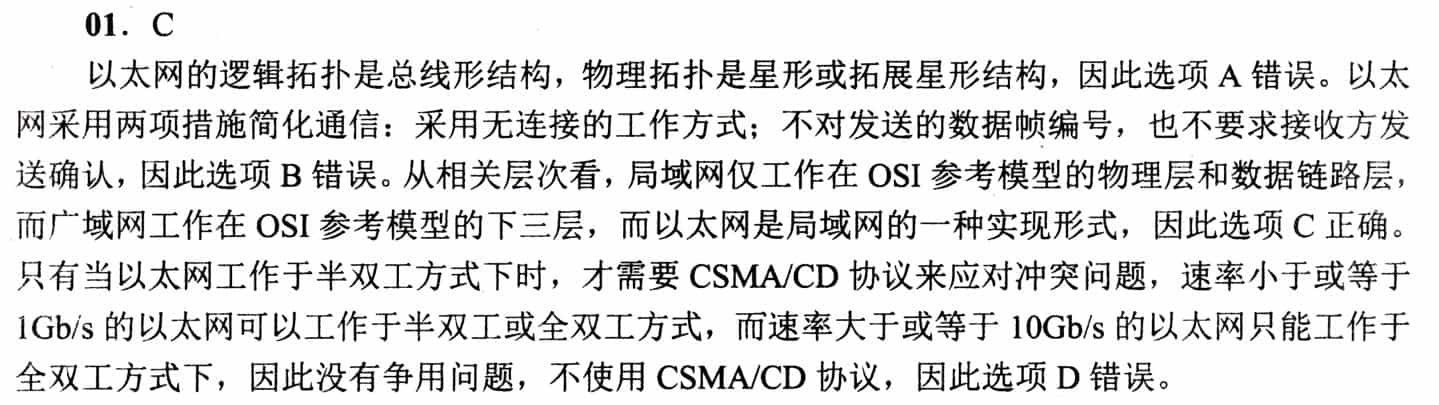 01. C
以太网的逻辑拓扑是总线形结构，物理拓扑是星形或拓展星形结构，因此选项 A 错误。以太
网采用两项措施简化通信：采用无连接的工作方式；不对发送的数据帧编号，也不要求接收方发
送确认，因此选项 B 错误。从相关层次看，局域网仅工作在 OSI 参考模型的物理层和数据链路层，
而广域网工作在 OSI 参考模型的下三层，而以太网是局域网的一种实现形式，因此选项 C 正确。
只有当以太网工作于半双工方式下时，才需要 CSMA/CD 协议来应对冲突问题，速率小于或等于
1Gb/s 的以太网可以工作于半双工或全双工方式，而速率大于或等于 10Gb/s 的以太网只能工作于
全双工方式下，因此没有争用问题，不使用 CSMA/CD 协议，因此选项 D 错误。